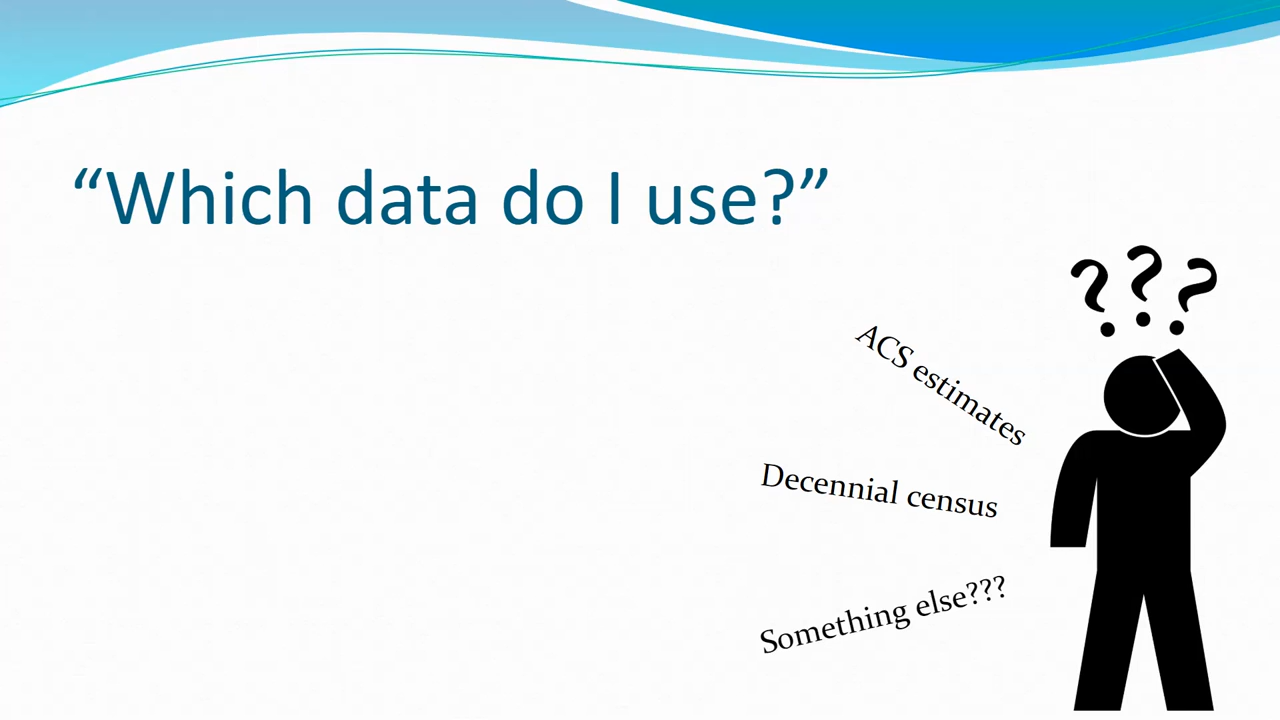 “Which data do I use?”
???
ACS estimates
Decennial census
Something else???